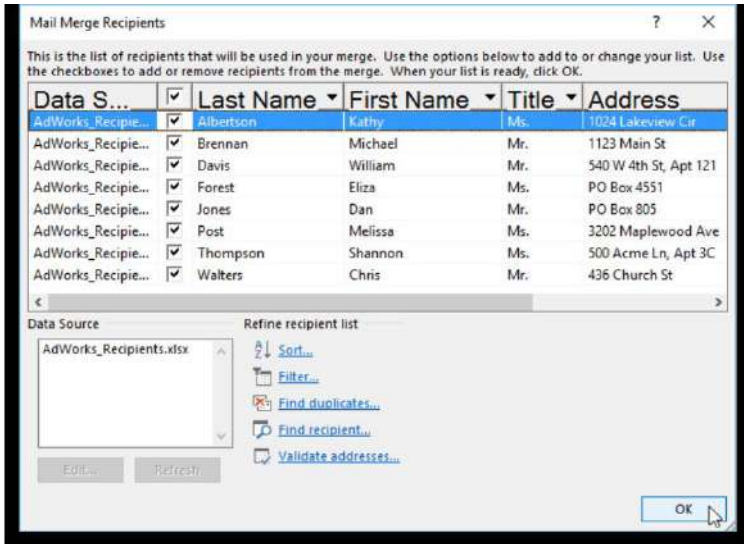 Mail Merge Recipients ? ×
This is the list of recipients that will be used in your merge. Use the options below to add to or change your list. Use
the checkboxes to add or remove recipients from the merge. When your list is ready, click OK.
Data S... Last Name First Name Title Address
AdWorks_Recipie... Albertson Kathy Ms. 1024 Lakeview Cir
AdWorks_Recipie... Brennan Michael Mr. 1123 Main St
AdWorks_Recipie... Davis William Mr. 540 W 4th St, Apt 121
AdWorks_Recipie... Forest Eliza Ms. PO Box 4551
AdWorks_Recipie... Jones Dan Mr. PO Box 805
AdWorks_Recipie... Post Melissa Ms. 3202 Maplewood Ave
AdWorks_Recipie... Thompson Shannon Ms. 500 Acme Ln, Apt 3C
AdWorks_Recipie... Walters Chris Mr. 436 Church St
Data Source
AdWorks_Recipients.xlsx
Edit... Refresh
Refine recipient list
Sort...
Filter...
Find duplicates...
Find recipient...
Validate addresses...
OK